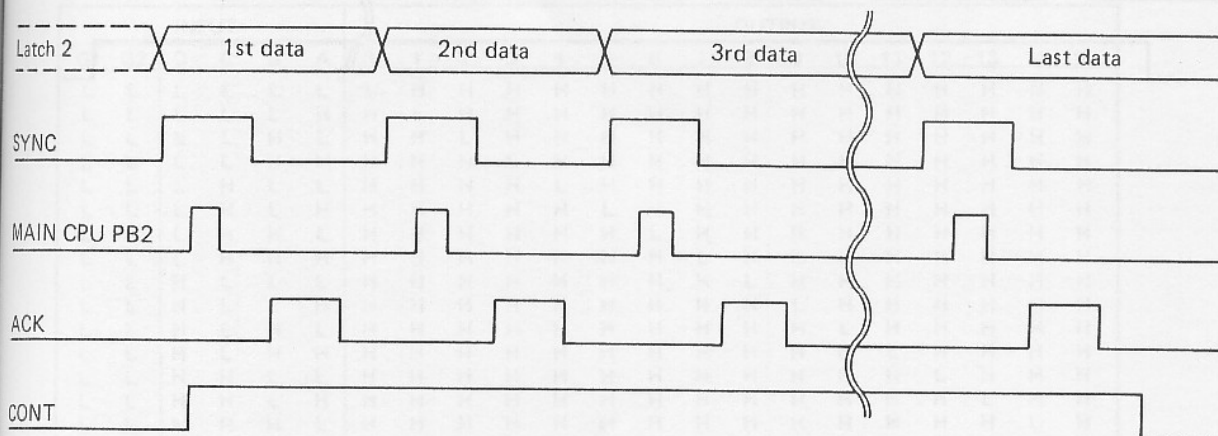 Latch 2 1st data 2nd data 3rd data Last data
SYNC
MAIN CPU PB2
ACK
CONT